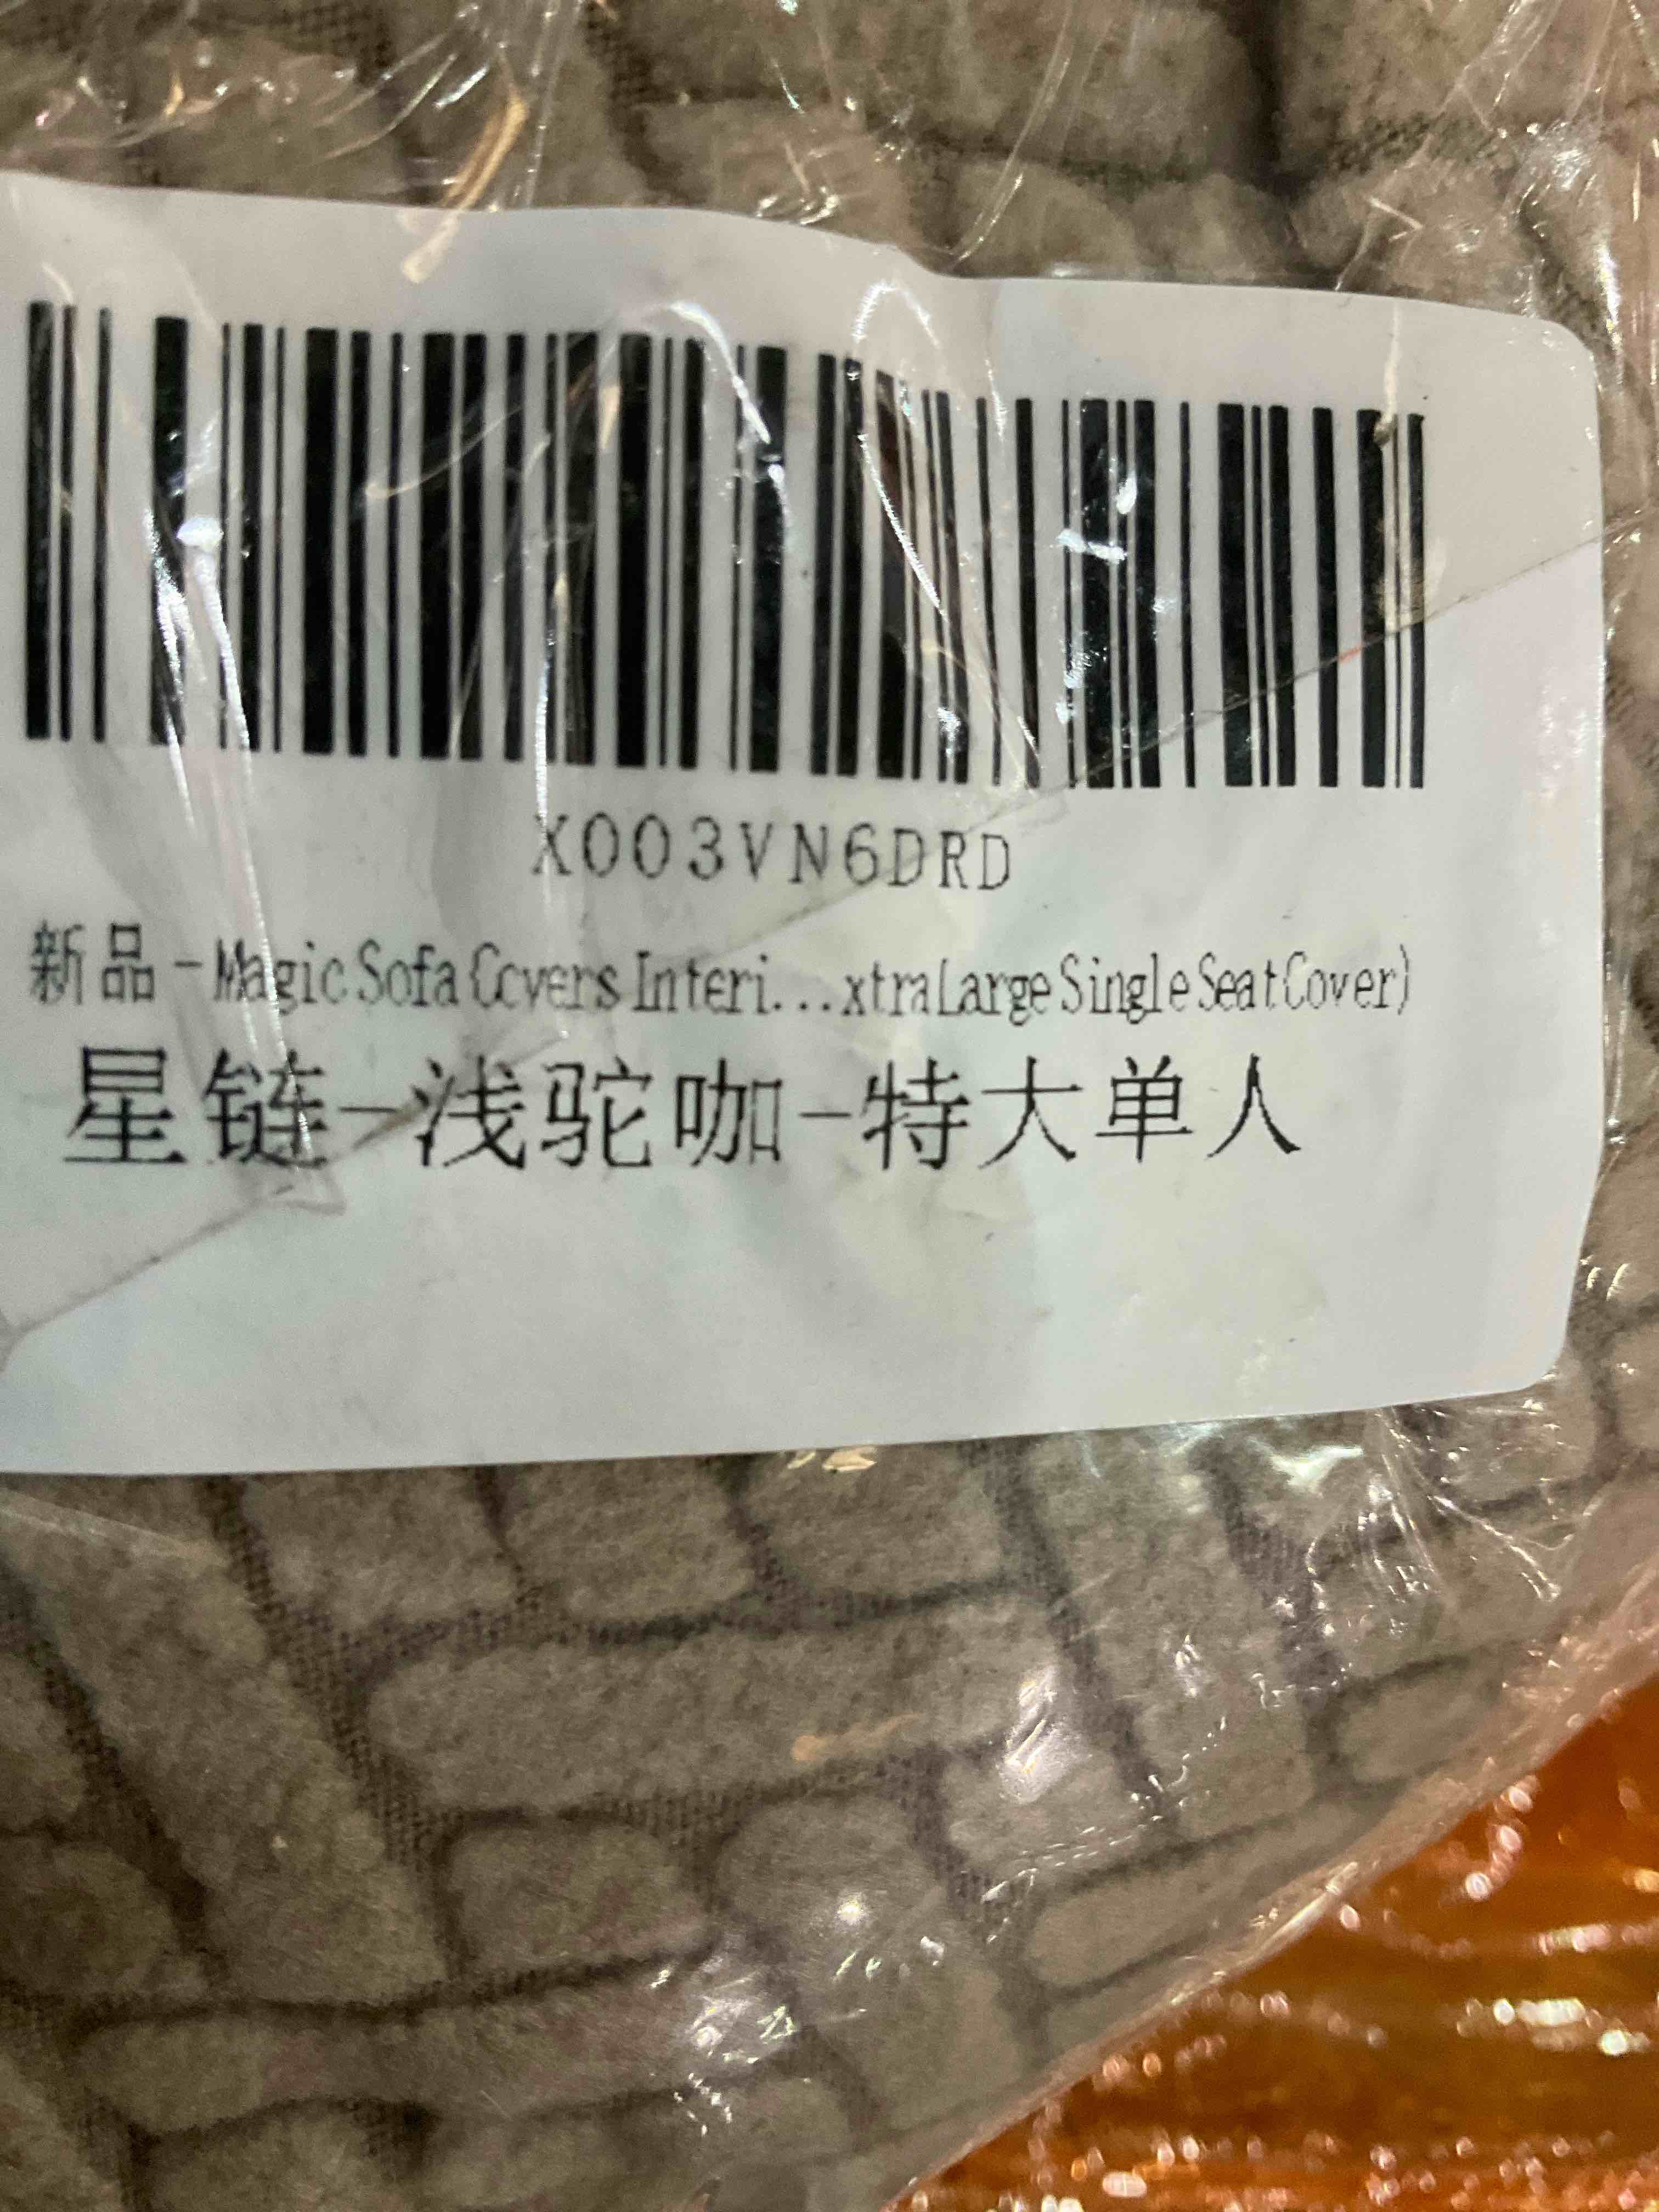 X003VN6DRD
新品-Magic Sofa Covers Interi...xtra Large Single Seat Cover)
星链-浅驼咖-特大单人